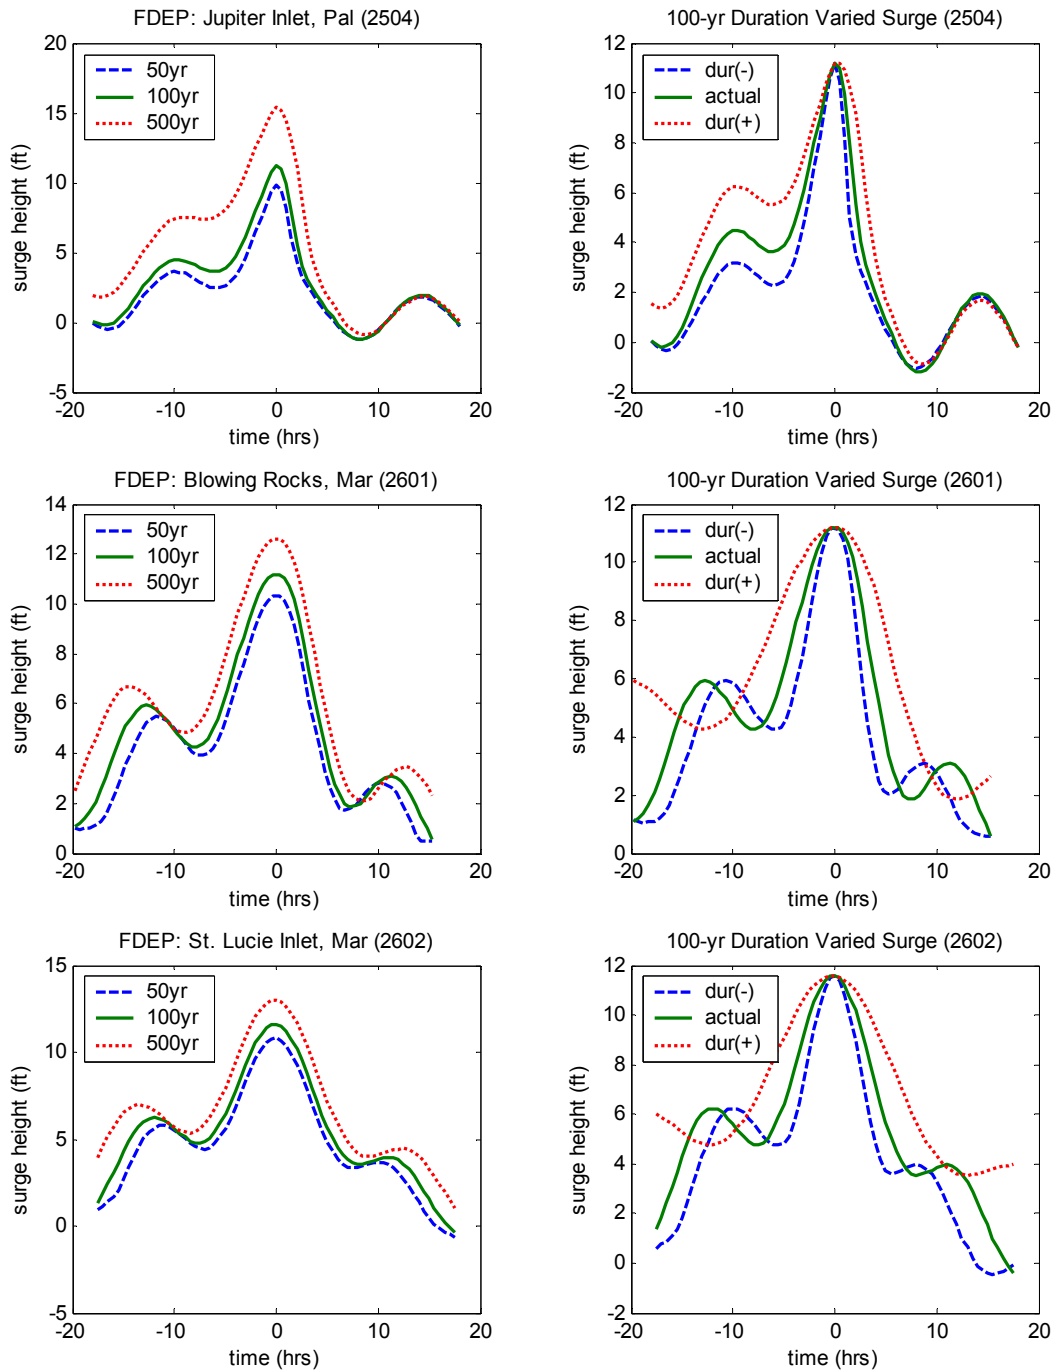 FDEP: Jupiter Inlet, Pal (2504)
20
15
10
5
0
-5
surge height (ft)
50yr
100yr
500yr
-20
-10
0
10
20
time (hrs)
100-yr Duration Varied Surge (2504)
12
10
8
6
4
2
0
-2
surge height (ft)
dur(-)
actual
dur(+)
-20
-10
0
10
20
time (hrs)
FDEP: Blowing Rocks, Mar (2601)
14
12
10
8
6
4
2
0
surge height (ft)
50yr
100yr
500yr
-20
-10
0
10
20
time (hrs)
100-yr Duration Varied Surge (2601)
12
10
8
6
4
2
0
surge height (ft)
dur(-)
actual
dur(+)
-20
-10
0
10
20
time (hrs)
FDEP: St. Lucie Inlet, Mar (2602)
15
10
5
0
-5
surge height (ft)
50yr
100yr
500yr
-20
-10
0
10
20
time (hrs)
100-yr Duration Varied Surge (2602)
12
10
8
6
4
2
0
-2
surge height (ft)
dur(-)
actual
dur(+)
-20
-10
0
10
20
time (hrs)